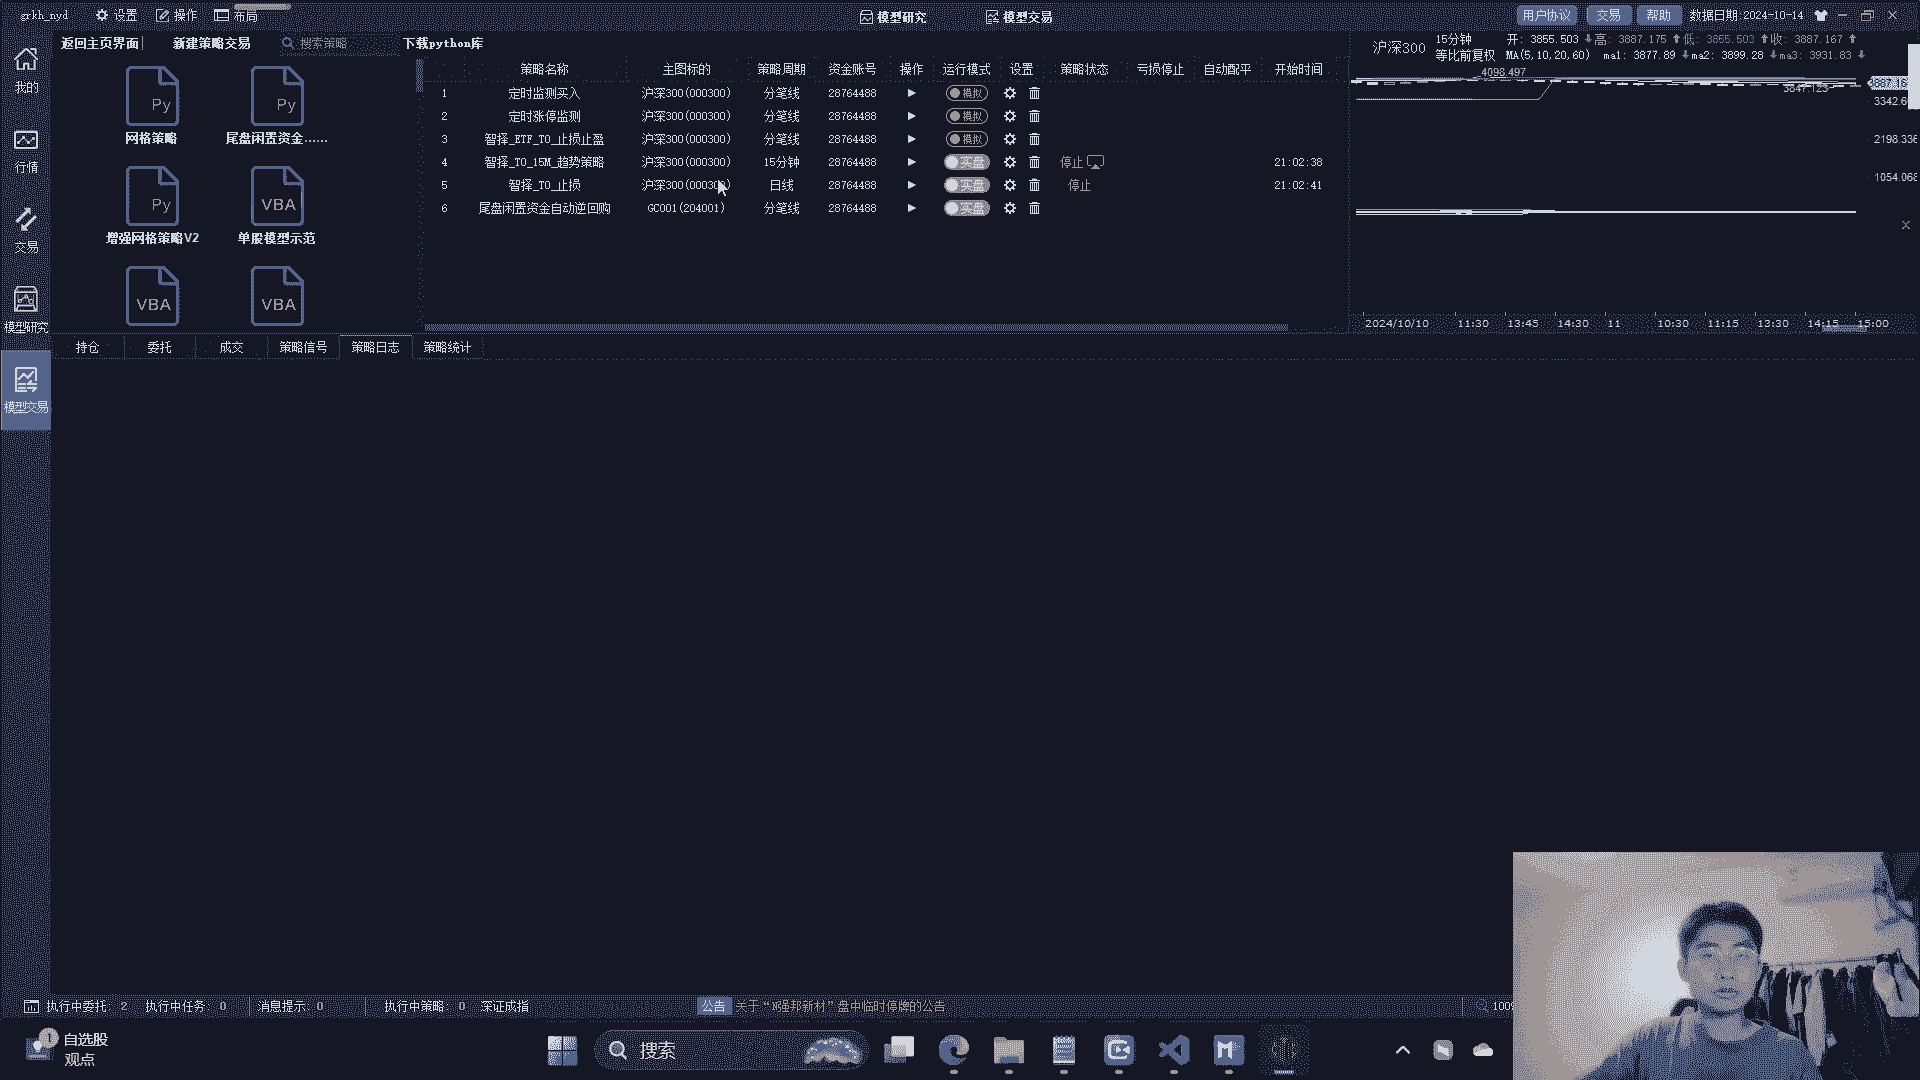 grkh_nyd 设置 操作 布局 模型研究 模型交易 用户协议 交易 帮助 数据日期:2024-10-14
返回主页界面 新建策略交易 搜索策略 下载python库
我的
行情
交易
模型研究
模型交易
Py
网格策略
Py
尾盘闲置资金......
Py
增强网格策略V2
VBA
单股模型示范
VBA
VBA
策略名称 主图标的 策略周期 资金账号 操作 运行模式 设置 策略状态 亏损停止 自动配平 开始时间
1 定时监测买入 沪深300(000300) 分笔线 28764488 模拟
2 定时涨停监测 沪深300(000300) 分笔线 28764488 模拟
3 智择_ETF_TO_止损止盈 沪深300(000300) 分笔线 28764488 模拟
4 智择_TO_15M_趋势策略 沪深300(000300) 15分钟 28764488 实盘 停止 21:02:38
5 智择_TO_止损 沪深300(000300) 日线 28764488 实盘 停止 21:02:41
6 尾盘闲置资金自动逆回购 GC001(204001) 分笔线 28764488 实盘
沪深300 15分钟 开: 3855.503 高: 3887.175 低: 3855.503 收: 3887.167
等比前复权 MA(5,10,20,60) ma1: 3877.89 ma2: 3899.28 ma3: 3931.83
4098.497
3847.123
2198.336
1054.068
X
2024/10/10 11:30 13:45 14:30 11 10:30 11:15 13:30 14:15 15:00
持仓 委托 成交 策略信号 策略日志 策略统计
执行中委托: 2 执行中任务: 0 消息提示: 0 执行中策略: 0 深证成指 公告 关于“N强邦新材”盘中临时停牌的公告
1 自选股
观点
搜索